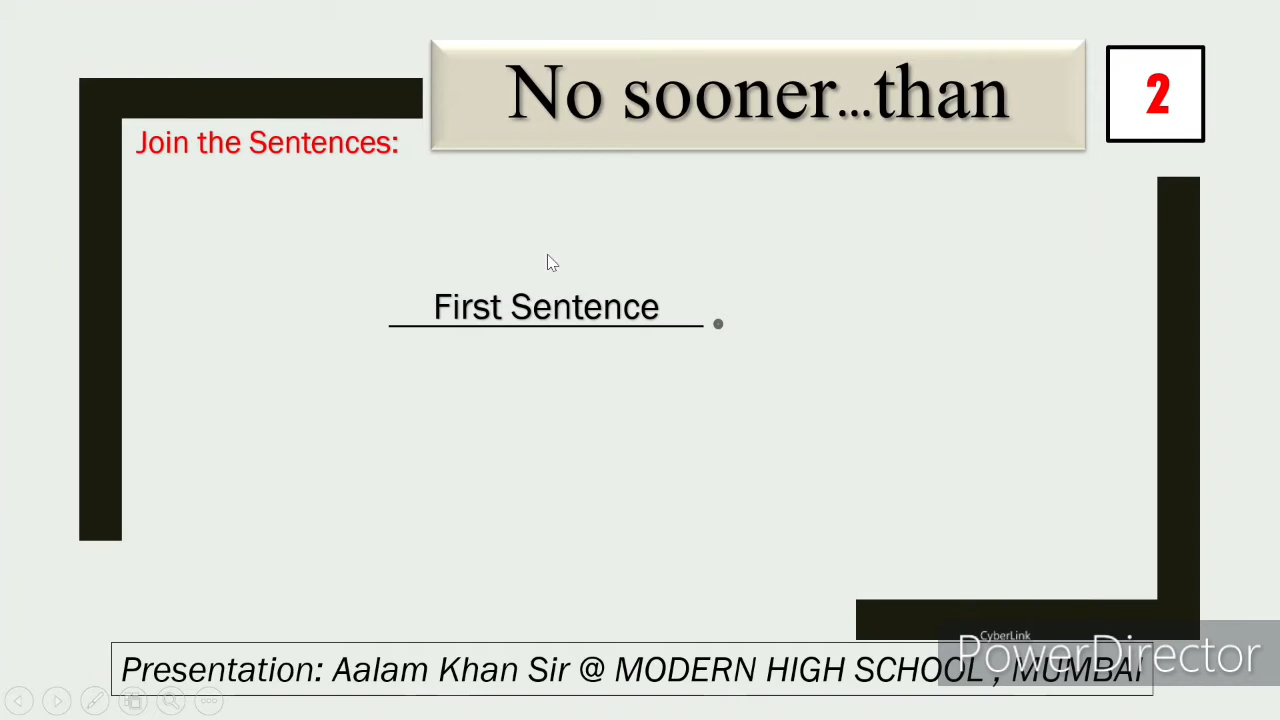 No sooner...than
2
Join the Sentences:
First Sentence .
Presentation: Aalam Khan Sir @ MODERN HIGH SCHOOL , MUMBAI
CyberLink
PowerDirector